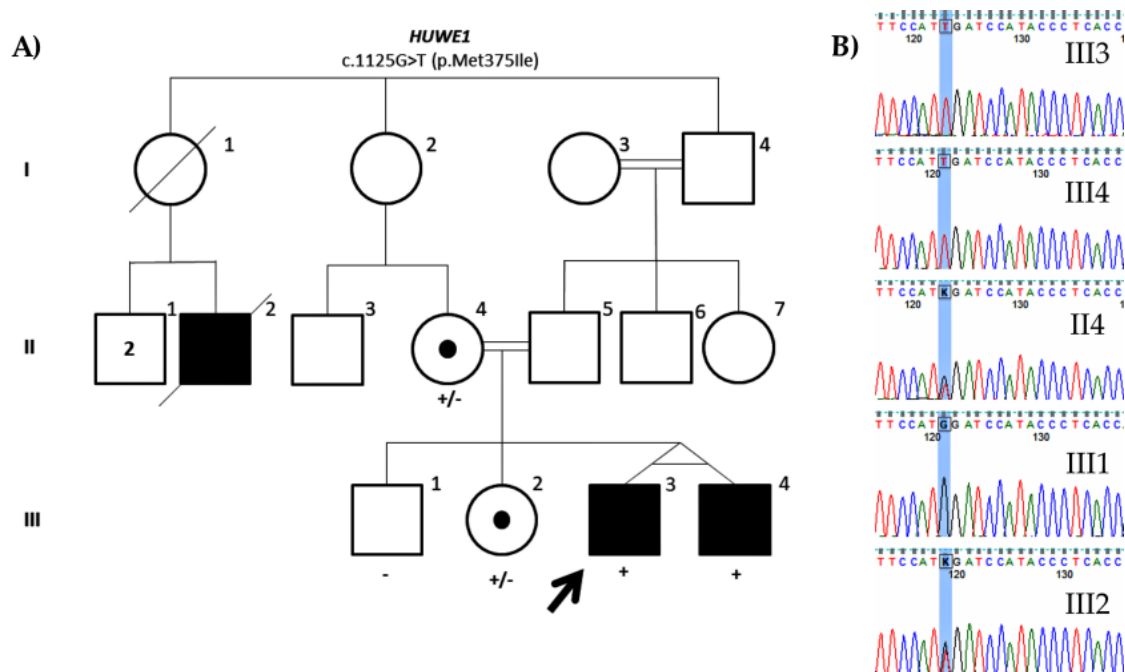 A)
HUWE1
c.1125G>T (p.Met375Ile)
I
1
2
3
4
II
2
1
2
3
4
5
6
7
+/-
III
1
2
3
4
-
+/-
+
+
B)
T T C C A T T G A T C C A T A C C C T C A C C
120 130
III3
T T C C A T T G A T C C A T A C C C T C A C C
120 130
III4
T T C C A T K G A T C C A T A C C C T C A C C
120 130
II4
T T C C A T G G A T C C A T A C C C T C A C C
120 130
III1
T T C C A T K G A T C C A T A C C C T C A C C
120 130
III2